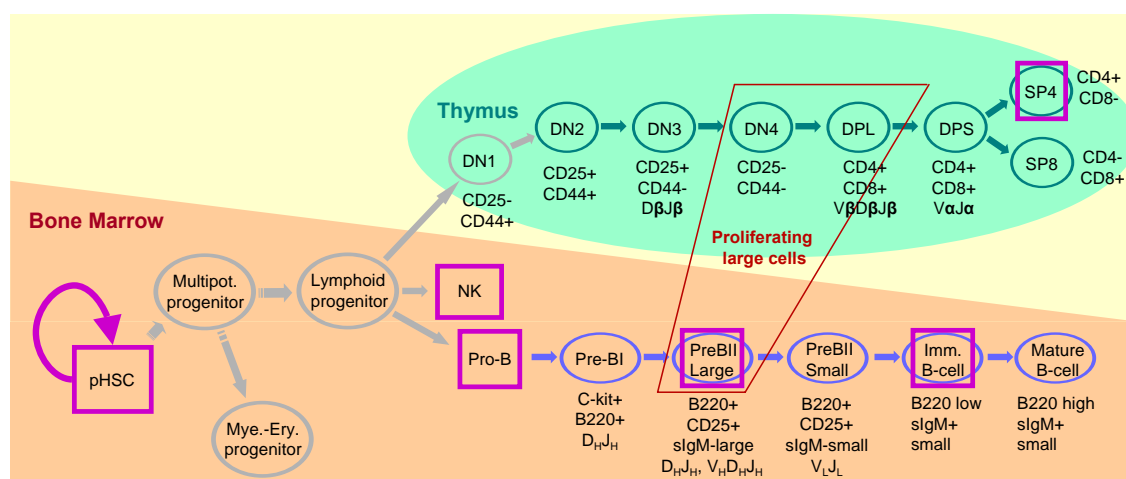 Thymus
DN1
CD25-
CD44+
DN2
CD25+
CD44+
DN3
CD25+
CD44-
DβJβ
DN4
CD25-
CD44-
DPL
CD4+
CD8+
VβDβJβ
DPS
CD4+
CD8+
VαJα
SP4
CD4+
CD8-
SP8
CD4-
CD8+
Proliferating
large cells
Bone Marrow
pHSC
Multipot.
progenitor
Mye.-Ery.
progenitor
Lymphoid
progenitor
NK
Pro-B
Pre-BI
C-kit+
B220+
DHJH
PreBII
Large
B220+
CD25+
sIgM-large
DHJH, VHDHJH
PreBII
Small
B220+
CD25+
sIgM-small
VLJL
Imm.
B-cell
B220 low
sIgM+
small
Mature
B-cell
B220 high
sIgM+
small